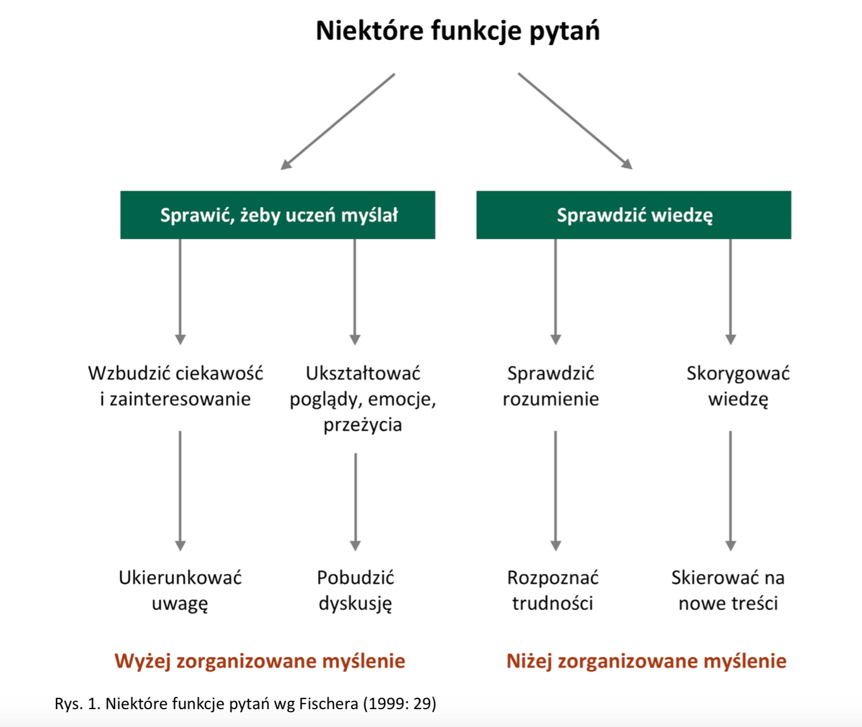 Niektóre funkcje pytań
Sprawić, żeby uczeń myślał
Sprawdzić wiedzę
Wzbudzić ciekawość
i zainteresowanie
Ukształtować
poglądy, emocje,
przeżycia
Sprawdzić
rozumienie
Skorygować
wiedzę
Ukierunkować
uwagę
Pobudzić
dyskusję
Rozpoznać
trudności
Skierować na
nowe treści
Wyżej zorganizowane myślenie
Niżej zorganizowane myślenie
Rys. 1. Niektóre funkcje pytań wg Fischera (1999: 29)